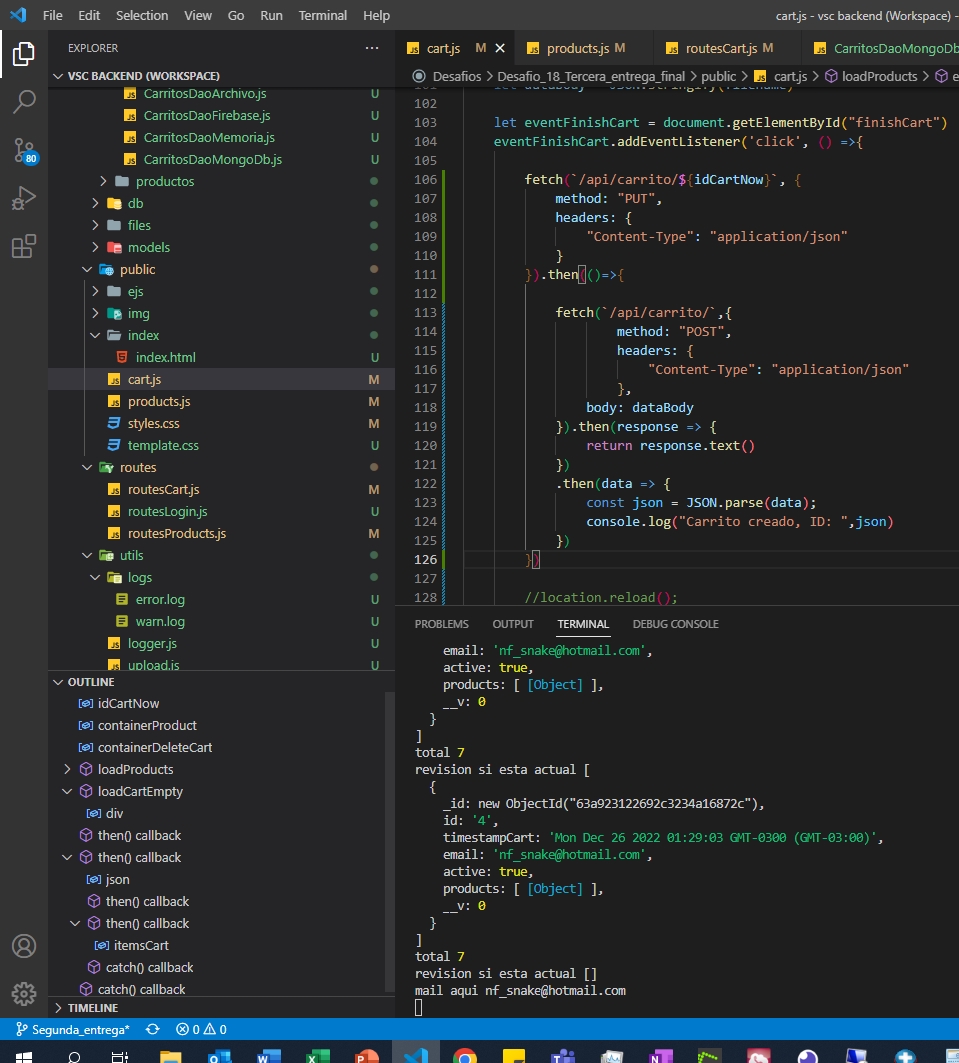 File Edit Selection View Go Run Terminal Help cart.js - vsc backend (Workspace) -
EXPLORER
VSC BACKEND (WORKSPACE)
CarritosDaoArchivo.js U
CarritosDaoFirebase.js U
CarritosDaoMemoria.js U
CarritosDaoMongoDb.js U
productos
db
files
models
public
ejs
img
index
index.html U
cart.js M
products.js M
styles.css M
template.css U
routes
routesCart.js M
routesLogin.js U
routesProducts.js M
utils
logs
error.log U
warn.log U
logger.js U
upload.js U
OUTLINE
idCartNow
containerProduct
containerDeleteCart
loadProducts
loadCartEmpty
div
then() callback
then() callback
json
then() callback
then() callback
itemsCart
catch() callback
catch() callback
TIMELINE
80
cart.js M products.js M routesCart.js M CarritosDaoMongoDb
Desafios > Desafio_18_Tercera_entrega_final > public > cart.js > loadProducts > e
101 let dataBody = JSON.stringify(filename)
102
103 let eventFinishCart = document.getElementById("finishCart")
104 eventFinishCart.addEventListener('click', () =>{
105
106 fetch(`/api/carrito/${idCartNow}`, {
107 method: "PUT",
108 headers: {
109 "Content-Type": "application/json"
110 }
111 }).then(()=>{
112
113 fetch(`/api/carrito/`,{
114 method: "POST",
115 headers: {
116 "Content-Type": "application/json"
117 },
118 body: dataBody
119 }).then(response => {
120 return response.text()
121 })
122 .then(data => {
123 const json = JSON.parse(data);
124 console.log("Carrito creado, ID: ",json)
125 })
126 })
127
128 //location.reload();
PROBLEMS OUTPUT TERMINAL DEBUG CONSOLE
email: 'nf_snake@hotmail.com',
active: true,
products: [ [Object] ],
__v: 0
}
]
total 7
revision si esta actual [
{
_id: new ObjectId("63a923122692c3234a16872c"),
id: '4',
timestampCart: 'Mon Dec 26 2022 01:29:03 GMT-0300 (GMT-03:00)',
email: 'nf_snake@hotmail.com',
active: true,
products: [ [Object] ],
__v: 0
}
]
total 7
revision si esta actual []
mail aqui nf_snake@hotmail.com
Segunda_entrega* 0 0